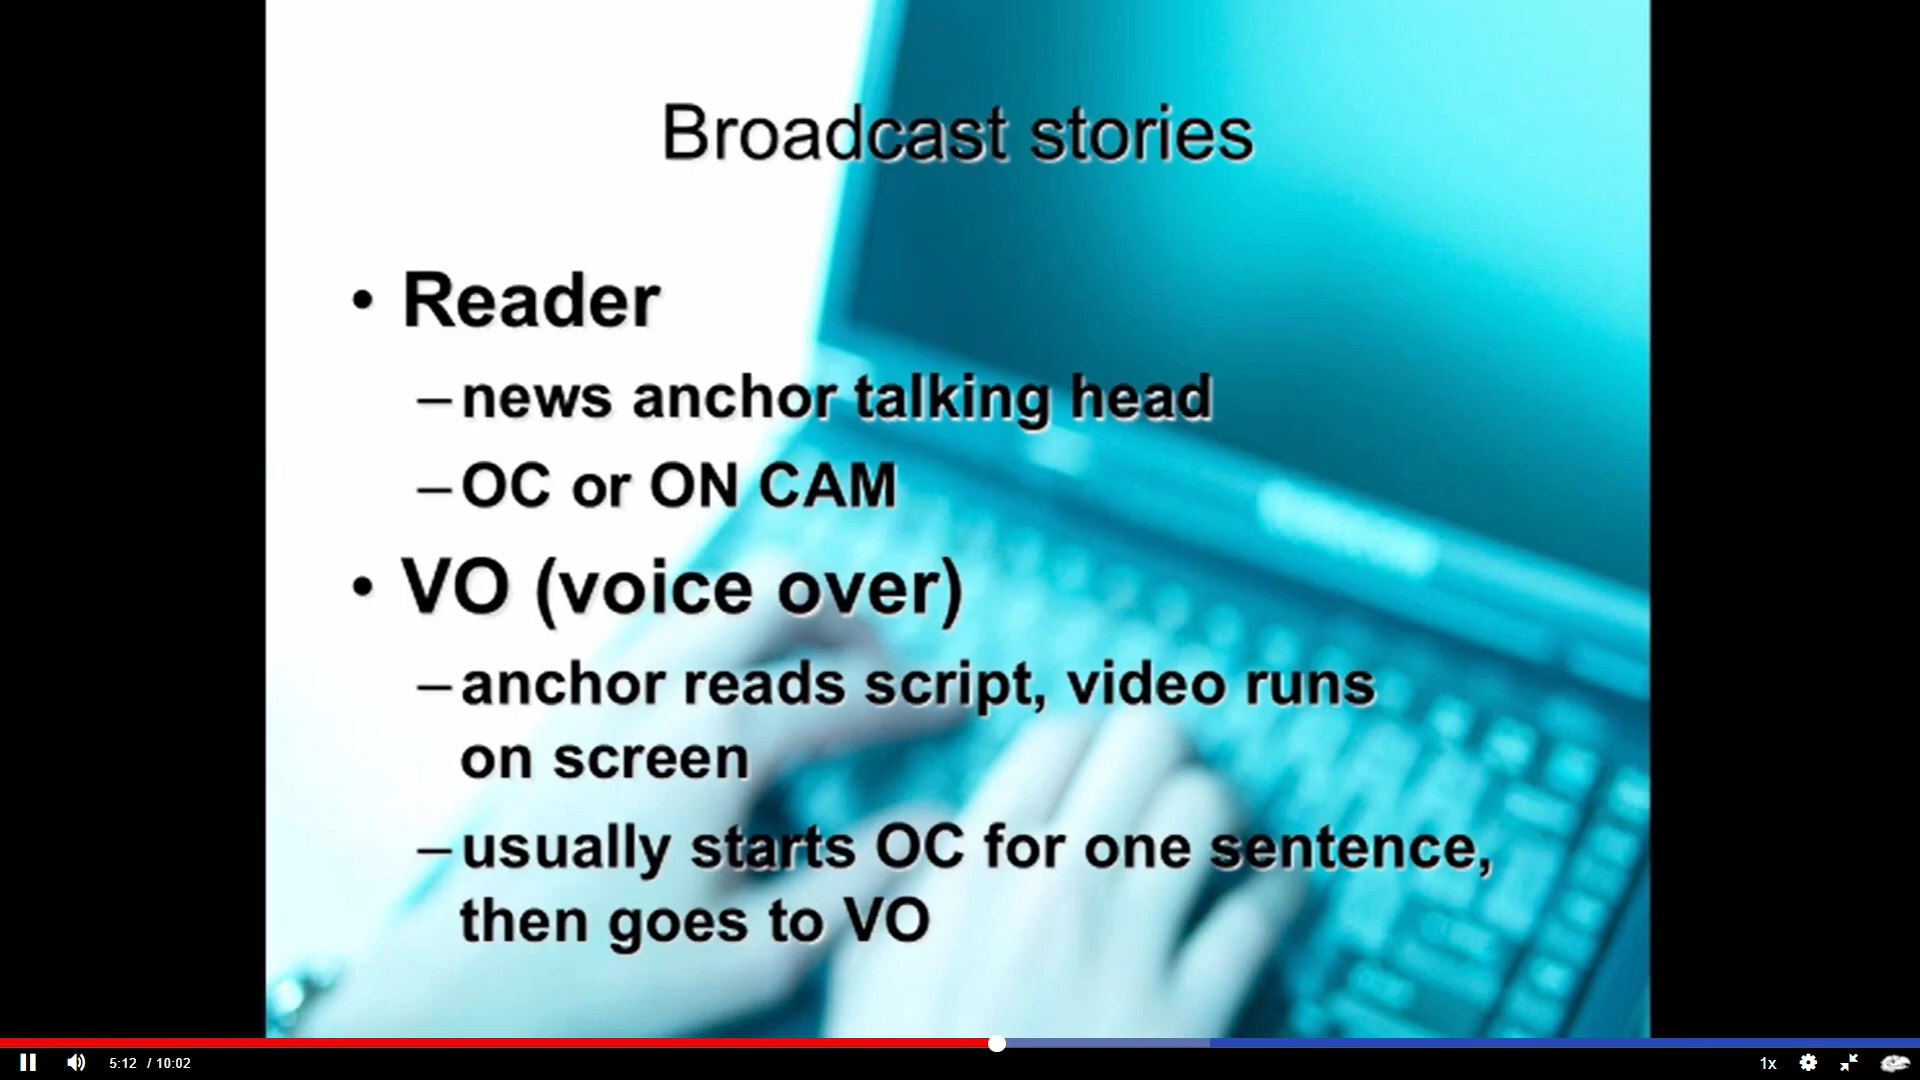 Broadcast stories
• Reader
–news anchor talking head
–OC or ON CAM
• VO (voice over)
–anchor reads script, video runs
on screen
–usually starts OC for one sentence,
then goes to VO
5:12 / 10:02
1x